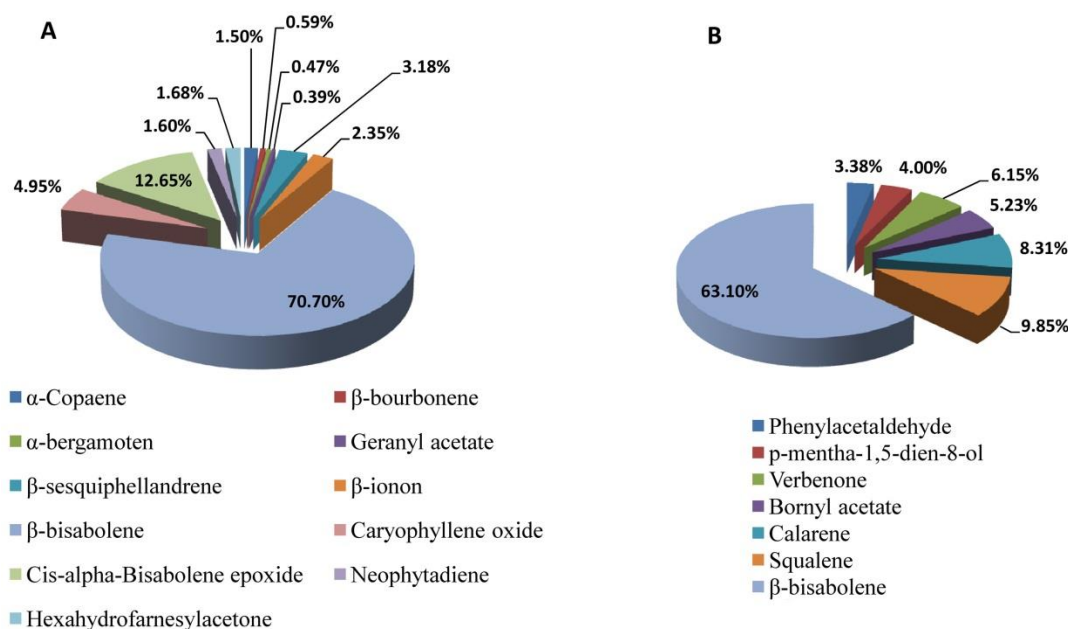 A
1.50%
0.59%
0.47%
0.39%
3.18%
2.35%
1.68%
1.60%
4.95%
12.65%
70.70%
α-Copaene
β-bourbonene
α-bergamoten
Geranyl acetate
β-sesquiphellandrene
β-ionon
β-bisabolene
Caryophyllene oxide
Cis-alpha-Bisabolene epoxide
Neophytadiene
Hexahydrofarnesylacetone
B
3.38%
4.00%
6.15%
5.23%
8.31%
9.85%
63.10%
Phenylacetaldehyde
p-mentha-1,5-dien-8-ol
Verbenone
Bornyl acetate
Calarene
Squalene
β-bisabolene